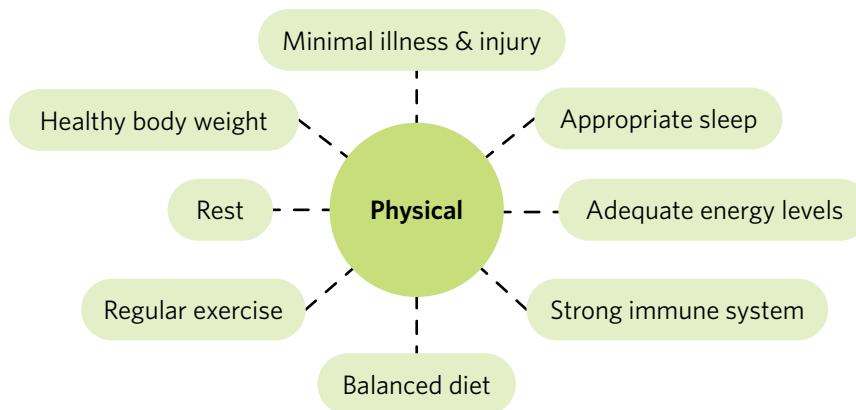 Minimal illness & injury
Healthy body weight
Appropriate sleep
Rest
Physical
Adequate energy levels
Regular exercise
Strong immune system
Balanced diet